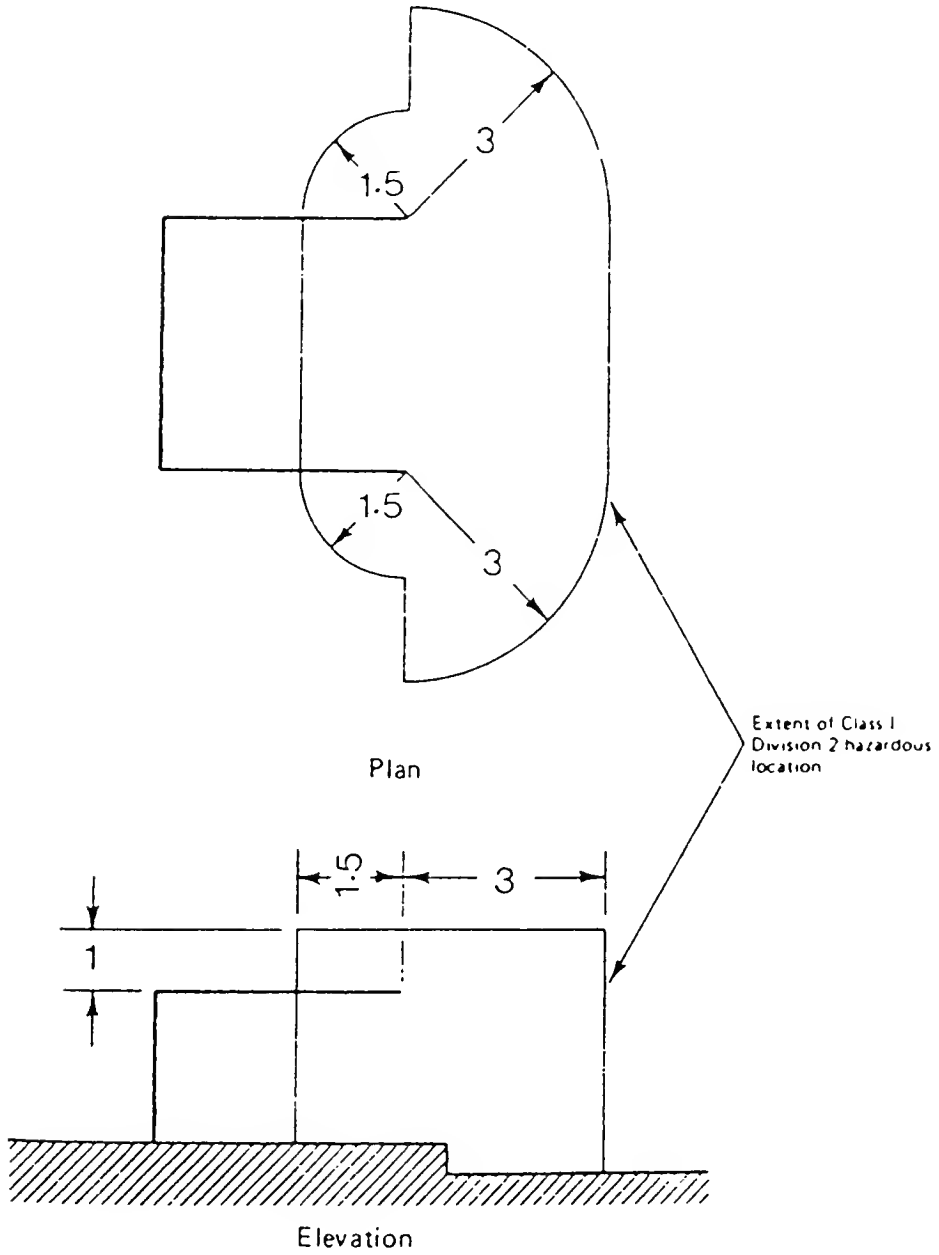 3
1.5
1.5
3
Extent of Class I
Division 2 hazardous
location
Plan
1.5
3
1
Elevation